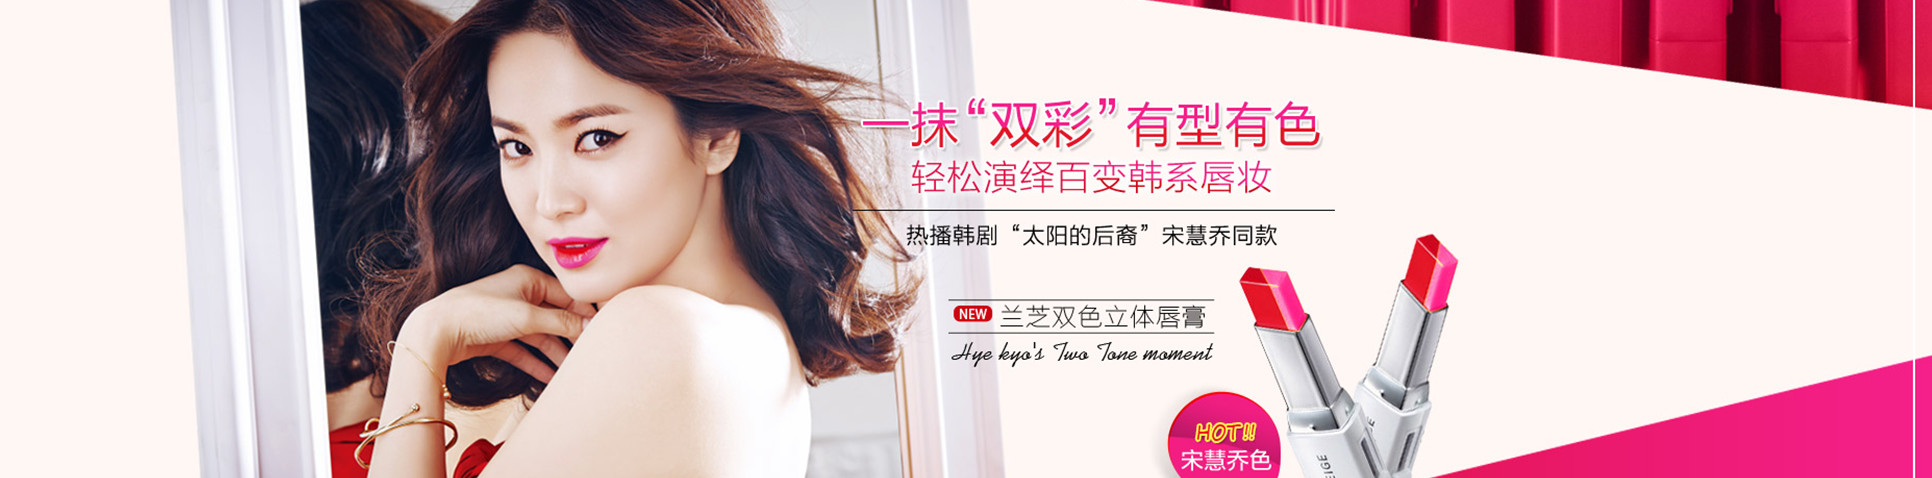 一抹“双彩”有型有色
轻松演绎百变韩系唇妆
热播韩剧“太阳的后裔”宋慧乔同款
NEW 兰芝双色立体唇膏
Hye kyo's Two Tone moment
HOT!!
宋慧乔色